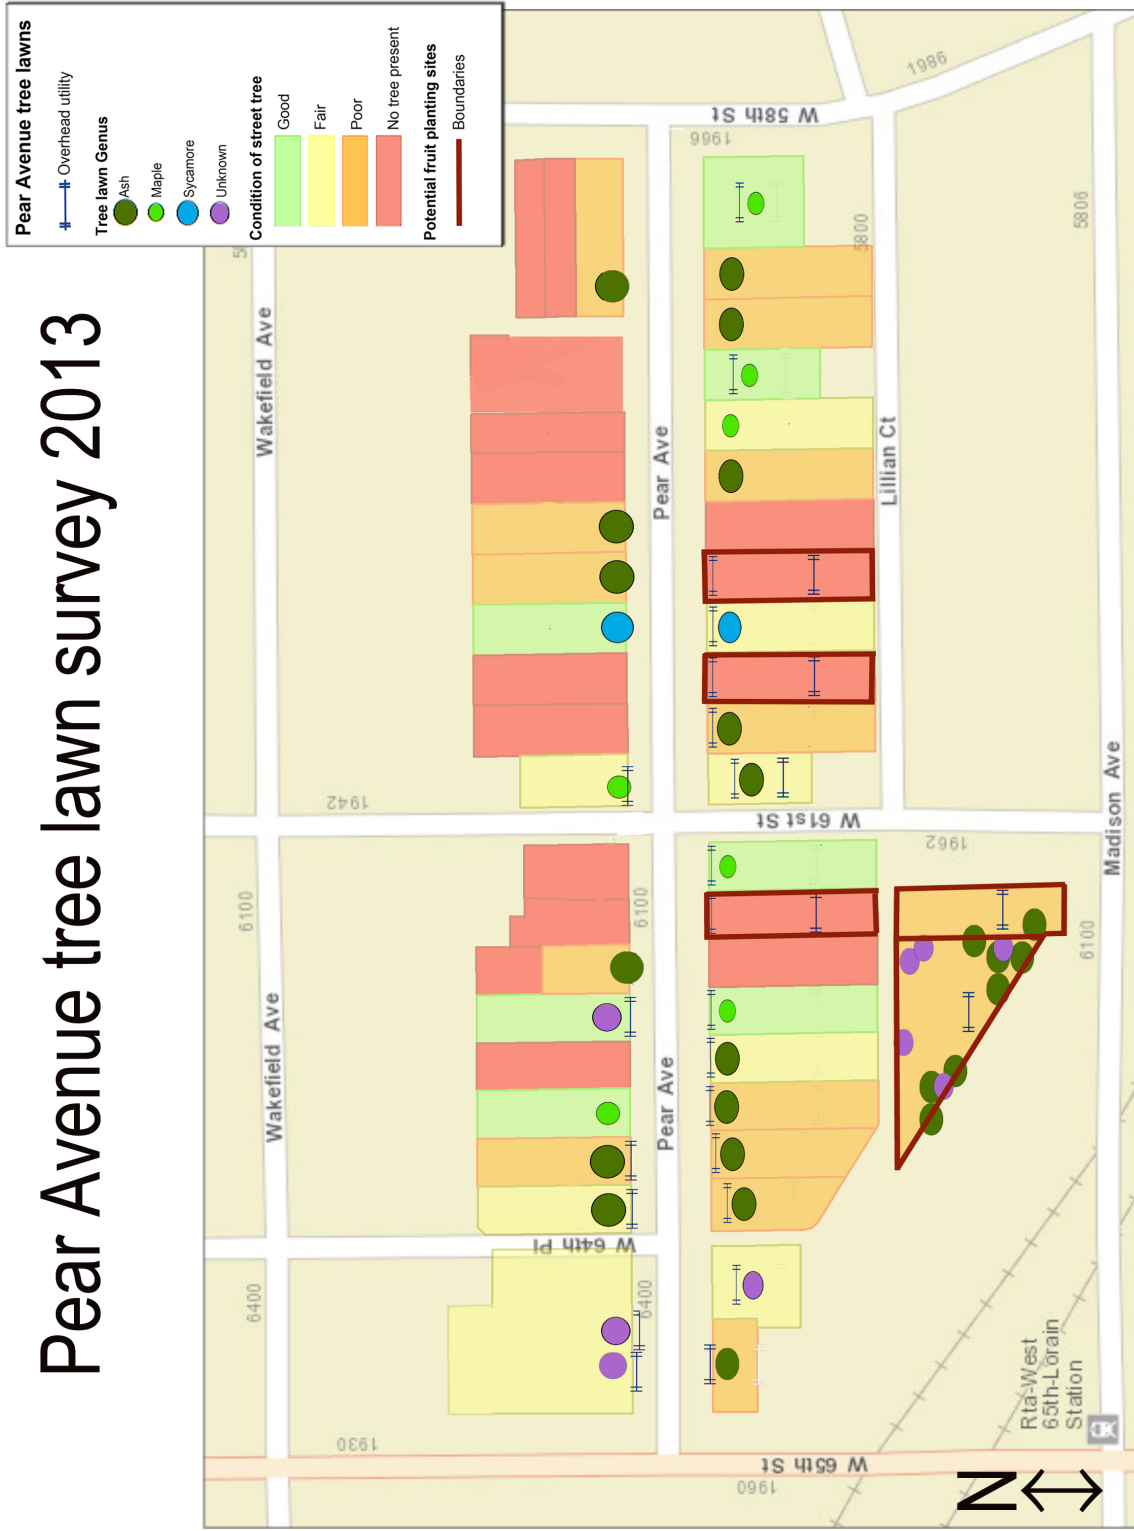 Pear Avenue tree lawn survey 2013
Pear Avenue tree lawns
Overhead utility
Tree lawn Genus
Ash
Maple
Sycamore
Unknown
Condition of street tree
Good
Fair
Poor
No tree present
Potential fruit planting sites
Boundaries
Wakefield Ave
Wakefield Ave
Pear Ave
Pear Ave
Lillian Ct
Madison Ave
W 58th St
W 61st St
W 64th Pl
W 65th St
1986
1966
5800
5806
1942
1962
6100
6100
6100
6400
6400
1930
1960
Rta-West
65th-Lorain
Station
N